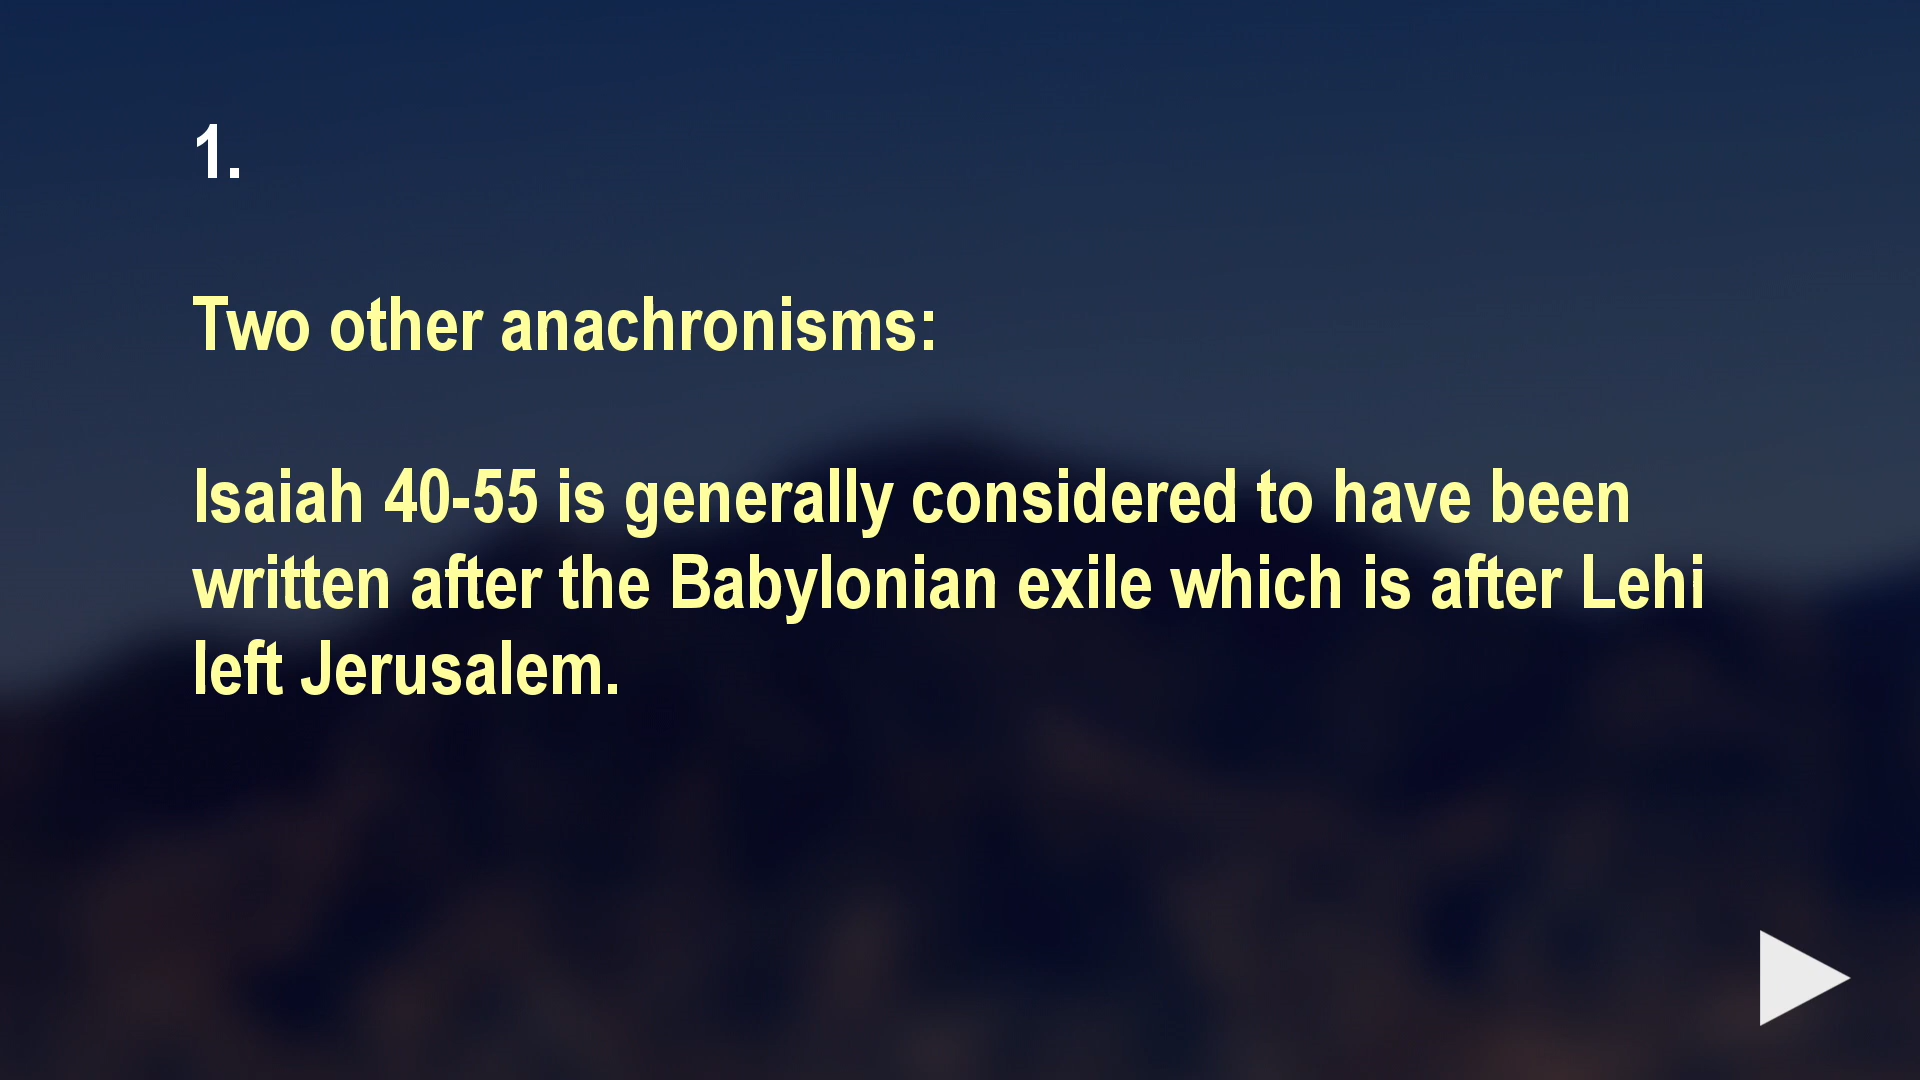 1.
Two other anachronisms:
Isaiah 40-55 is generally considered to have been
written after the Babylonian exile which is after Lehi
left Jerusalem.